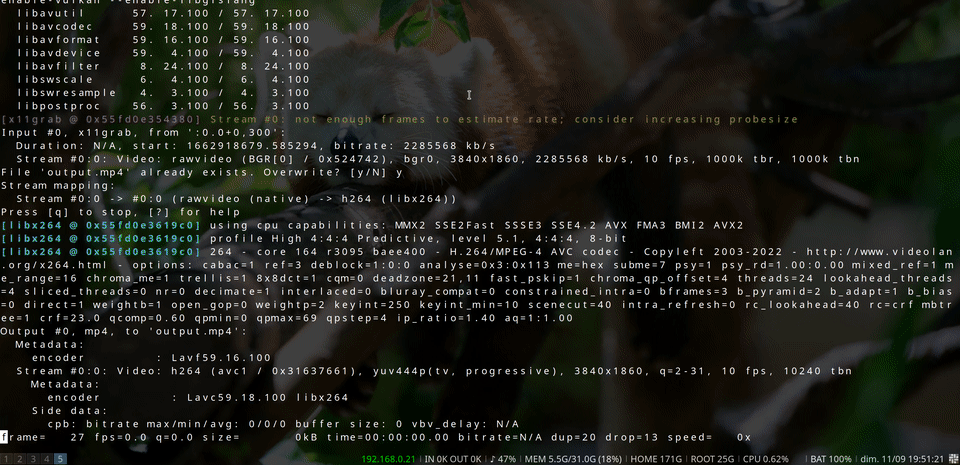 enable-vulkan --enable-libglslang
libavutil 57. 17.100 / 57. 17.100
libavcodec 59. 18.100 / 59. 18.100
libavformat 59. 16.100 / 59. 16.100
libavdevice 59. 4.100 / 59. 4.100
libavfilter 8. 24.100 / 8. 24.100
libswscale 6. 4.100 / 6. 4.100
libswresample 4. 3.100 / 4. 3.100
libpostproc 56. 3.100 / 56. 3.100
[x11grab @ 0x55fd0e354380] Stream #0: not enough frames to estimate rate; consider increasing probesize
Input #0, x11grab, from ':0.0+0,300':
Duration: N/A, start: 1662918679.585294, bitrate: 2285568 kb/s
Stream #0:0: Video: rawvideo (BGR[0] / 0x524742), bgr0, 3840x1860, 2285568 kb/s, 10 fps, 1000k tbr, 1000k tbn
File 'output.mp4' already exists. Overwrite? [y/N] y
Stream mapping:
Stream #0:0 -> #0:0 (rawvideo (native) -> h264 (libx264))
Press [q] to stop, [?] for help
[libx264 @ 0x55fd0e3619c0] using cpu capabilities: MMX2 SSE2Fast SSSE3 SSE4.2 AVX FMA3 BMI2 AVX2
[libx264 @ 0x55fd0e3619c0] profile High 4:4:4 Predictive, level 5.1, 4:4:4, 8-bit
[libx264 @ 0x55fd0e3619c0] 264 - core 164 r3095 baee400 - H.264/MPEG-4 AVC codec - Copyleft 2003-2022 - http://www.videolan
.org/x264.html - options: cabac=1 ref=3 deblock=1:0:0 analyse=0x3:0x113 me=hex subme=7 psy=1 psy_rd=1.00:0.00 mixed_ref=1 m
e_range=16 chroma_me=1 trellis=1 8x8dct=1 cqm=0 deadzone=21,11 fast_pskip=1 chroma_qp_offset=4 threads=24 lookahead_threads
=4 sliced_threads=0 nr=0 decimate=1 interlaced=0 bluray_compat=0 constrained_intra=0 bframes=3 b_pyramid=2 b_adapt=1 b_bias
=0 direct=1 weightb=1 open_gop=0 weightp=2 keyint=250 keyint_min=10 scenecut=40 intra_refresh=0 rc_lookahead=40 rc=crf mbtr
ee=1 crf=23.0 qcomp=0.60 qpmin=0 qpmax=69 qpstep=4 ip_ratio=1.40 aq=1:1.00
Output #0, mp4, to 'output.mp4':
Metadata:
encoder : Lavf59.16.100
Stream #0:0: Video: h264 (avc1 / 0x31637661), yuv444p(tv, progressive), 3840x1860, q=2-31, 10 fps, 10240 tbn
Metadata:
encoder : Lavc59.18.100 libx264
Side data:
cpb: bitrate max/min/avg: 0/0/0 buffer size: 0 vbv_delay: N/A
frame= 27 fps=0.0 q=0.0 size= 0kB time=00:00:00.00 bitrate=N/A dup=20 drop=13 speed= 0x
1 2 3 4 5 192.168.0.21 | IN 0K OUT 0K | ♪ 47% | MEM 5.5G/31.0G (18%) | HOME 171G | ROOT 25G | CPU 0.62% | BAT 100% | dim. 11/09 19:51:21